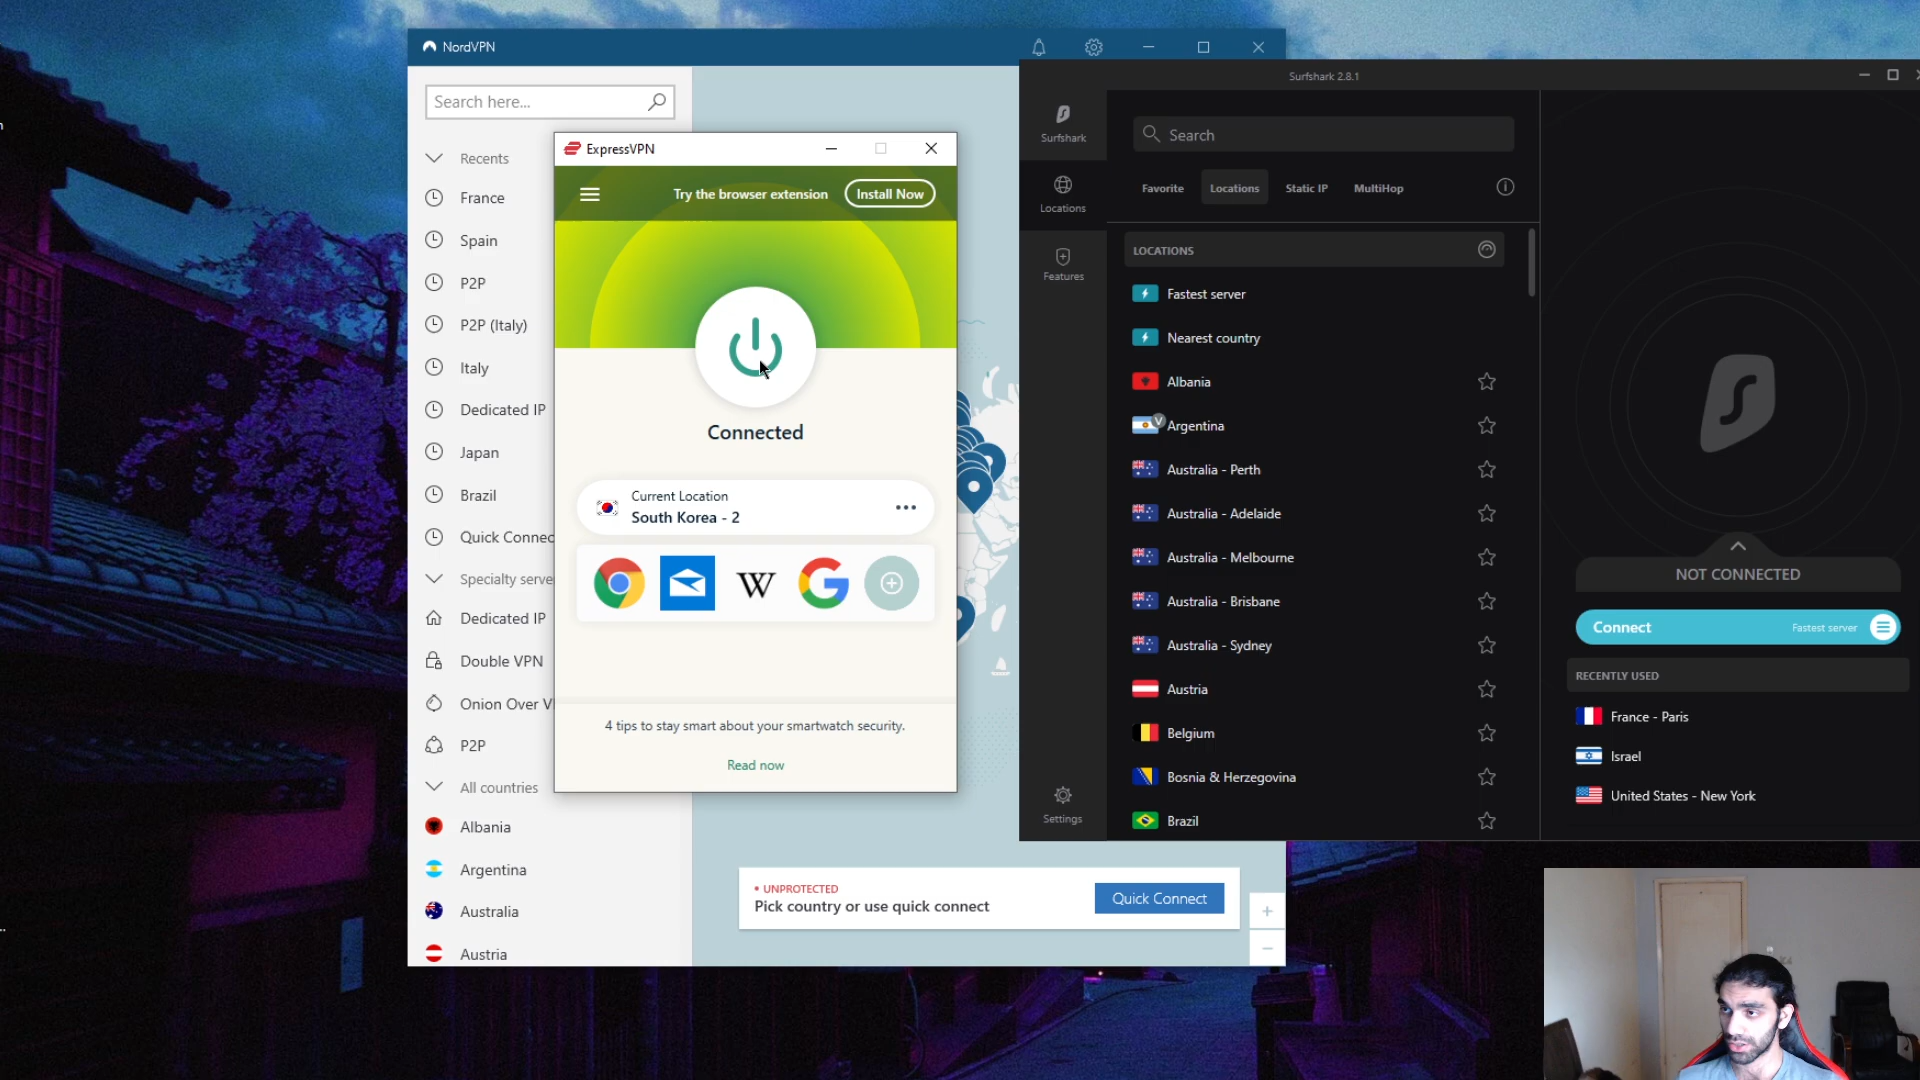 NordVPN
Search here...
Recents
France
Spain
P2P
P2P (Italy)
Italy
Dedicated IP
Japan
Brazil
Quick Connec
Specialty serve
Dedicated IP
Double VPN
Onion Over V
P2P
All countries
Albania
Argentina
Australia
Austria
UNPROTECTED
Pick country or use quick connect
Quick Connect
+
−
ExpressVPN
Try the browser extension
Install Now
Connected
Current Location
South Korea - 2
W
G
4 tips to stay smart about your smartwatch security.
Read now
Surfshark 2.8.1
Surfshark
Locations
Features
Settings
Search
Favorite Locations Static IP MultiHop
LOCATIONS
Fastest server
Nearest country
Albania
V
Argentina
Australia - Perth
Australia - Adelaide
Australia - Melbourne
Australia - Brisbane
Australia - Sydney
Austria
Belgium
Bosnia & Herzegovina
Brazil
NOT CONNECTED
Connect Fastest server
RECENTLY USED
France - Paris
Israel
United States - New York